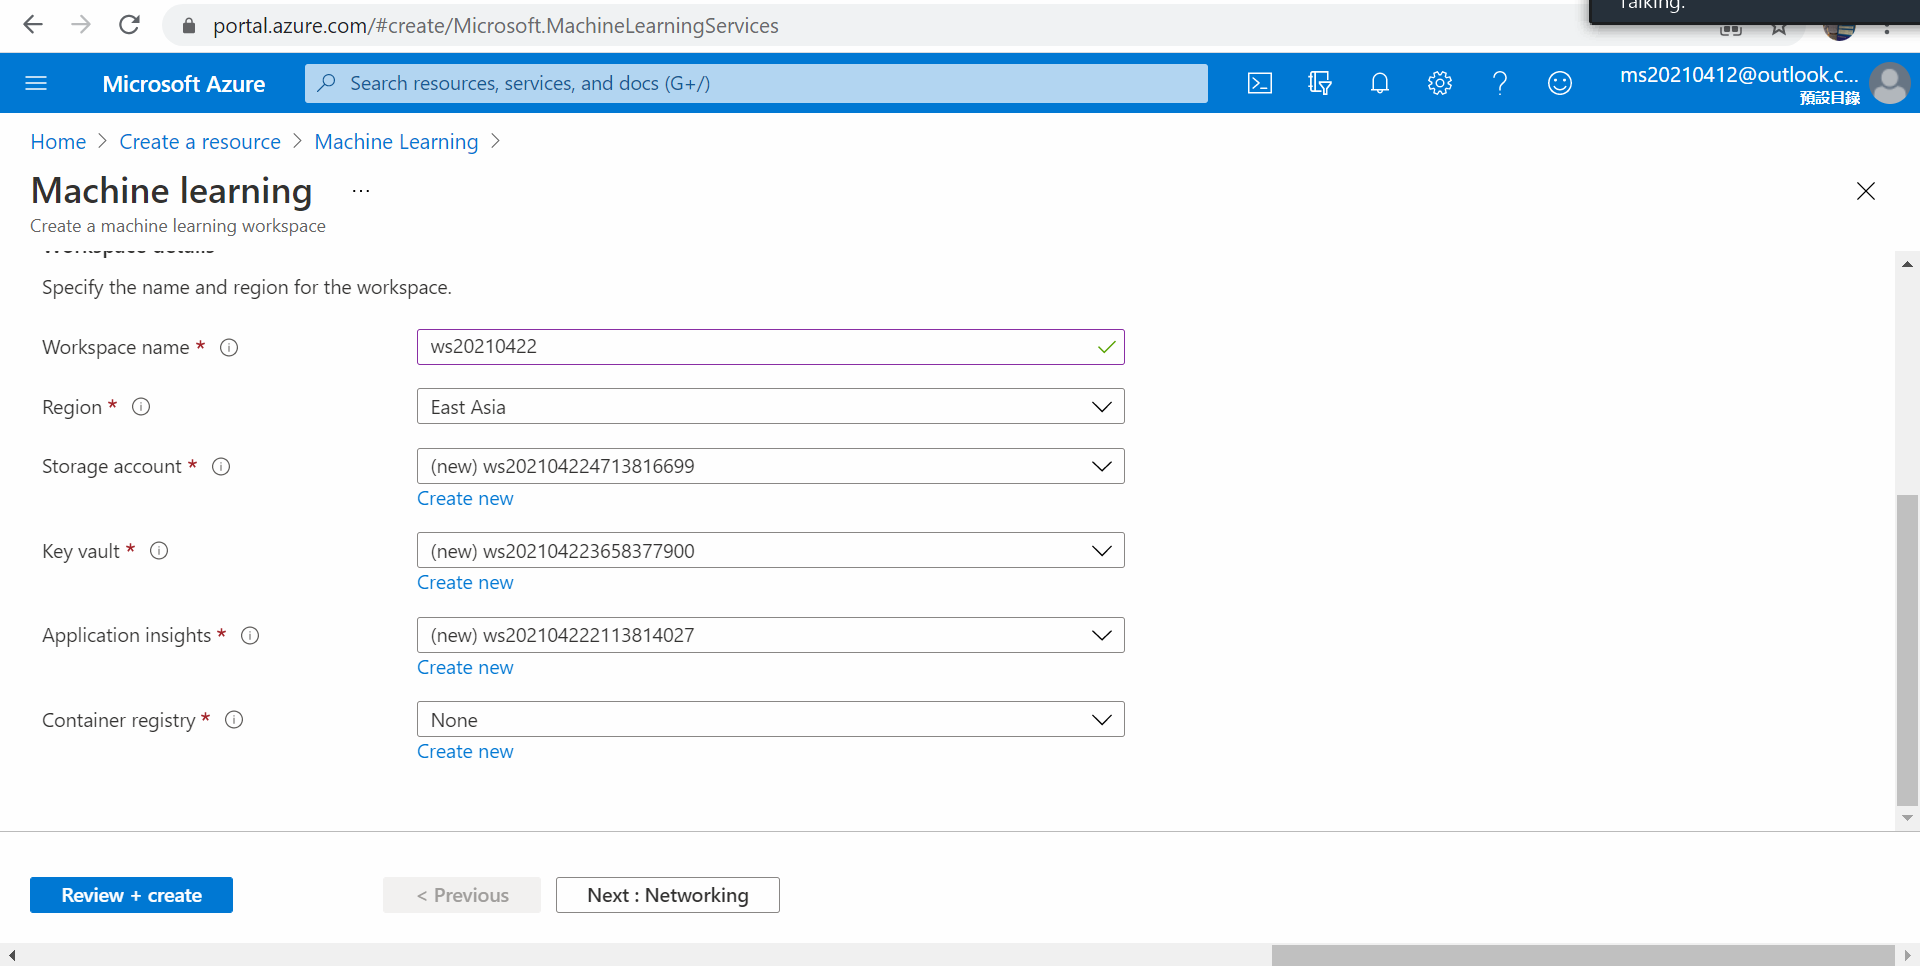 Talking:
portal.azure.com/#create/Microsoft.MachineLearningServices
Microsoft Azure
Search resources, services, and docs (G+/)
ms20210412@outlook.c...
預設目錄
Home > Create a resource > Machine Learning >
Machine learning ...
Create a machine learning workspace
Workspace details
Specify the name and region for the workspace.
Workspace name * ws20210422
Region * East Asia
Storage account * (new) ws202104224713816699
Create new
Key vault * (new) ws202104223658377900
Create new
Application insights * (new) ws202104222113814027
Create new
Container registry * None
Create new
Review + create
< Previous
Next : Networking